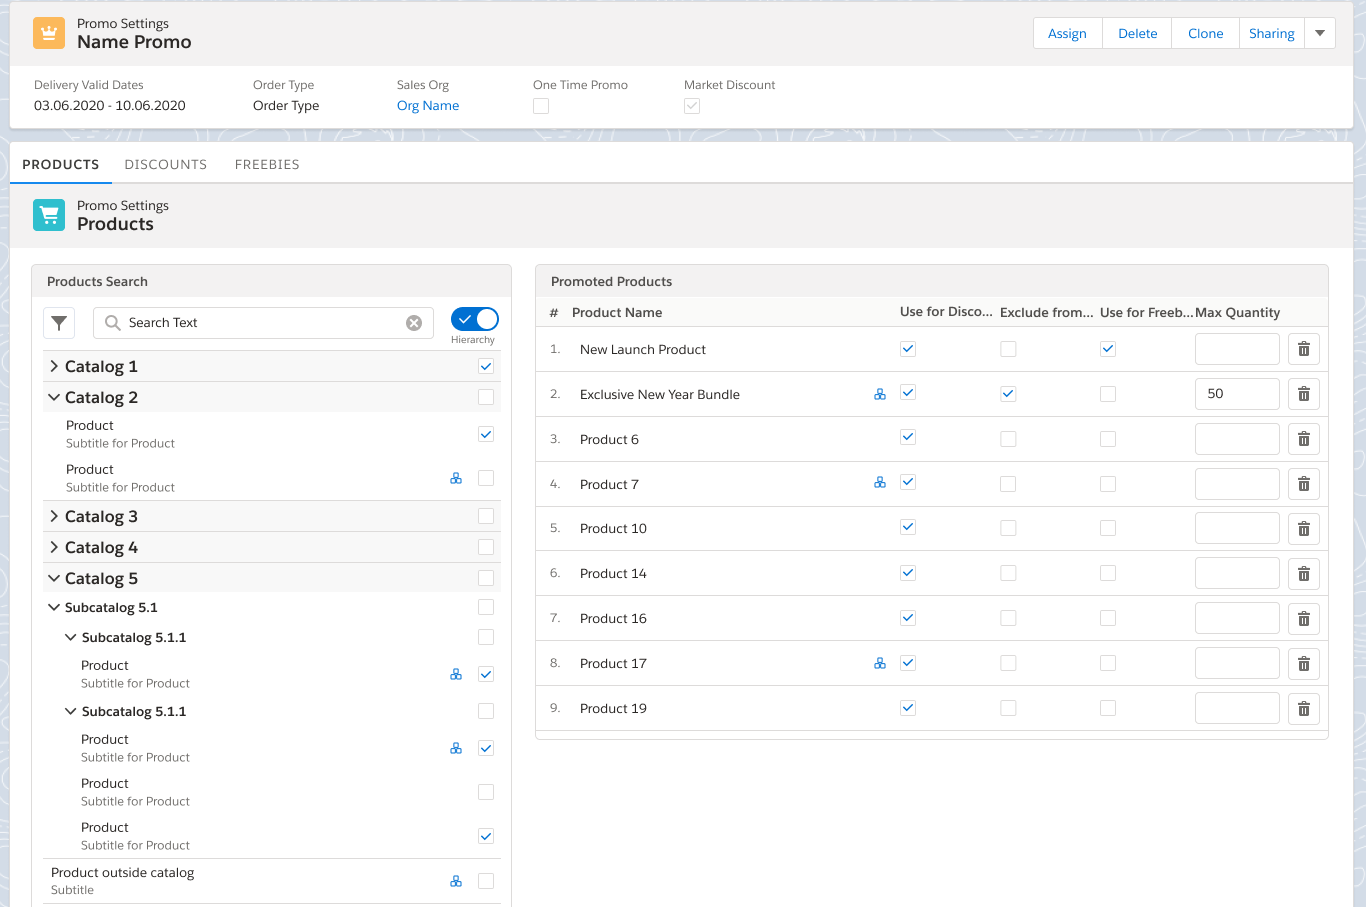 Promo Settings
Name Promo
Assign
Delete
Clone
Sharing
Delivery Valid Dates
03.06.2020 - 10.06.2020
Order Type
Order Type
Sales Org
Org Name
One Time Promo
Market Discount
PRODUCTS
DISCOUNTS
FREEBIES
Promo Settings
Products
Products Search
Search Text
Hierarchy
Catalog 1
Catalog 2
Product
Subtitle for Product
Product
Subtitle for Product
Catalog 3
Catalog 4
Catalog 5
Subcatalog 5.1
Subcatalog 5.1.1
Product
Subtitle for Product
Subcatalog 5.1.1
Product
Subtitle for Product
Product
Subtitle for Product
Product
Subtitle for Product
Product outside catalog
Subtitle
Promoted Products
# Product Name Use for Disco... Exclude from... Use for Freeb... Max Quantity
1. New Launch Product
2. Exclusive New Year Bundle 50
3. Product 6
4. Product 7
5. Product 10
6. Product 14
7. Product 16
8. Product 17
9. Product 19